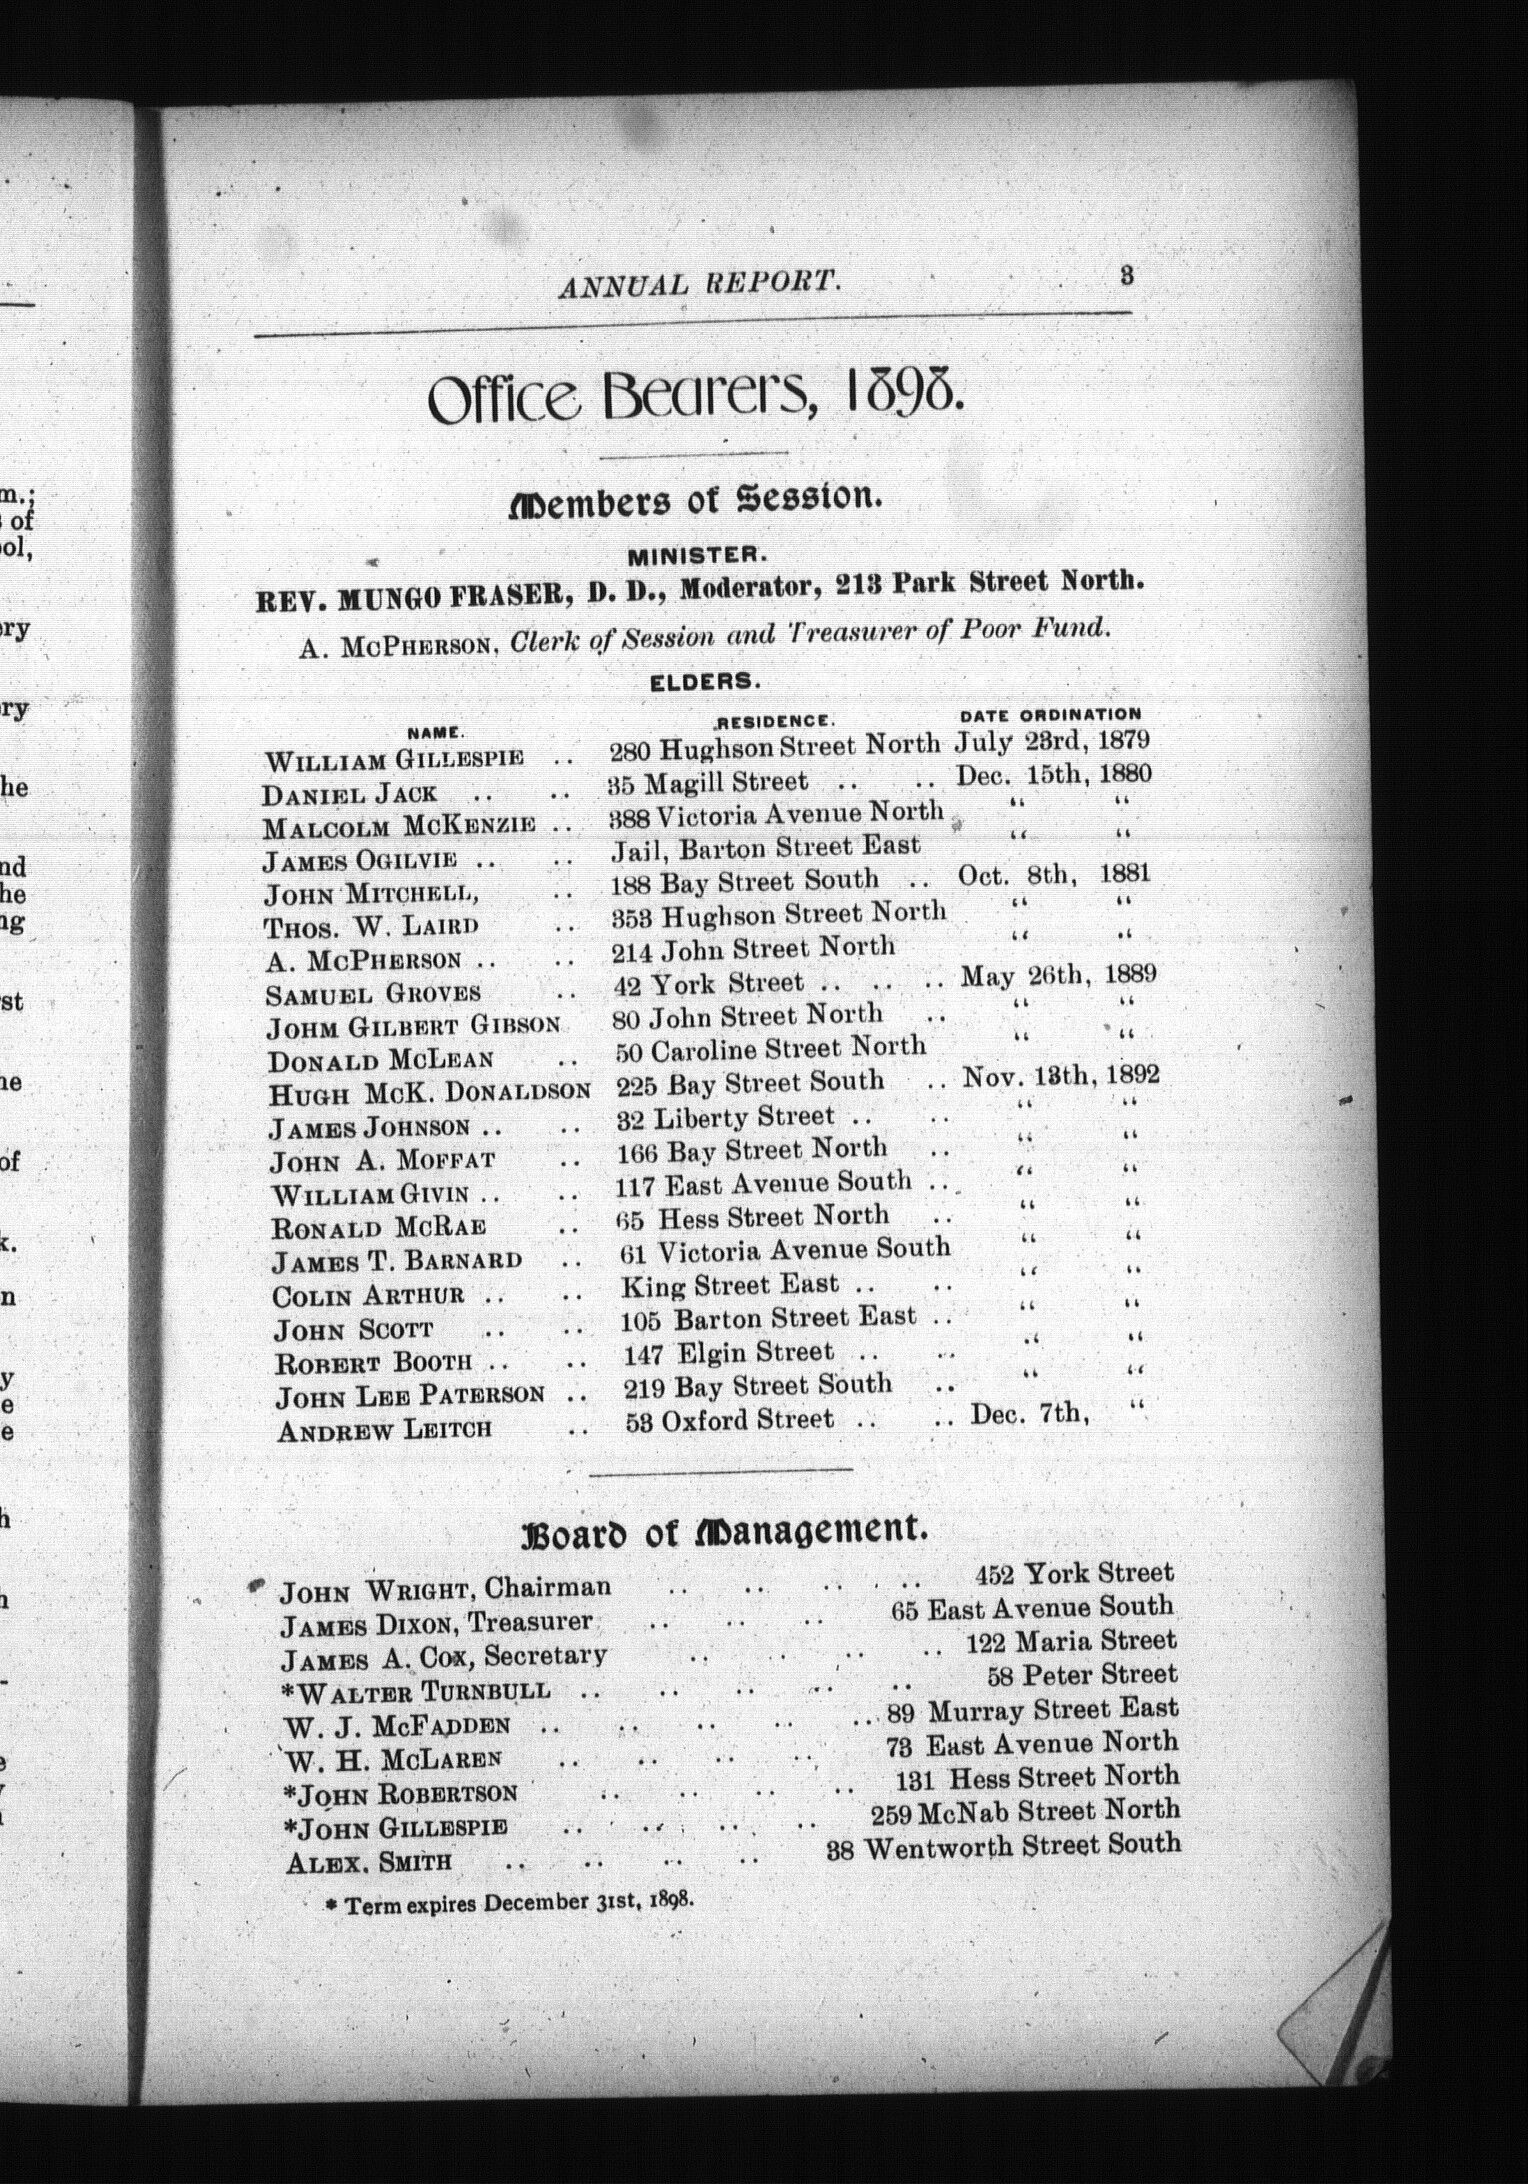 ANNUAL REPORT. 3
Office Bearers, 1898.
Members of Session.
MINISTER.
REV. MUNGO FRASER, D. D., Moderator, 213 Park Street North.
A. McPHERSON, Clerk of Session and Treasurer of Poor Fund.
ELDERS.
NAME. RESIDENCE. DATE ORDINATION
WILLIAM GILLESPIE .. 280 Hughson Street North July 23rd, 1879
DANIEL JACK .. .. 35 Magill Street .. .. Dec. 15th, 1880
MALCOLM McKENZIE .. 388 Victoria Avenue North “ “
JAMES OGILVIE .. .. Jail, Barton Street East “ “
JOHN MITCHELL, .. 188 Bay Street South .. Oct. 8th, 1881
THOS. W. LAIRD .. 353 Hughson Street North “ “
A. McPHERSON .. .. 214 John Street North “ “
SAMUEL GROVES .. 42 York Street .. .. .. May 26th, 1889
JOHM GILBERT GIBSON 80 John Street North .. “ “
DONALD McLEAN .. 50 Caroline Street North “ “
HUGH McK. DONALDSON 225 Bay Street South .. Nov. 13th, 1892
JAMES JOHNSON .. .. 32 Liberty Street .. .. “ “
JOHN A. MOFFAT .. 166 Bay Street North .. “ “
WILLIAM GIVIN .. .. 117 East Avenue South .. “ “
RONALD McRAE .. 65 Hess Street North .. “ “
JAMES T. BARNARD .. 61 Victoria Avenue South “ “
COLIN ARTHUR .. .. King Street East .. .. “ “
JOHN SCOTT .. .. 105 Barton Street East .. “ “
ROBERT BOOTH .. .. 147 Elgin Street .. .. “ “
JOHN LEE PATERSON .. 219 Bay Street South .. “ “
ANDREW LEITCH .. 53 Oxford Street .. .. Dec. 7th, “
Board of Management.
JOHN WRIGHT, Chairman .. .. .. .. 452 York Street
JAMES DIXON, Treasurer .. .. .. 65 East Avenue South
JAMES A. COX, Secretary .. .. .. .. 122 Maria Street
*WALTER TURNBULL .. .. .. .. .. 58 Peter Street
W. J. McFADDEN .. .. .. .. .. 89 Murray Street East
W. H. McLAREN .. .. .. .. 73 East Avenue North
*JOHN ROBERTSON .. .. .. .. 131 Hess Street North
*JOHN GILLESPIE .. .. .. .. 259 McNab Street North
ALEX. SMITH .. .. .. .. 38 Wentworth Street South
* Term expires December 31st, 1898.